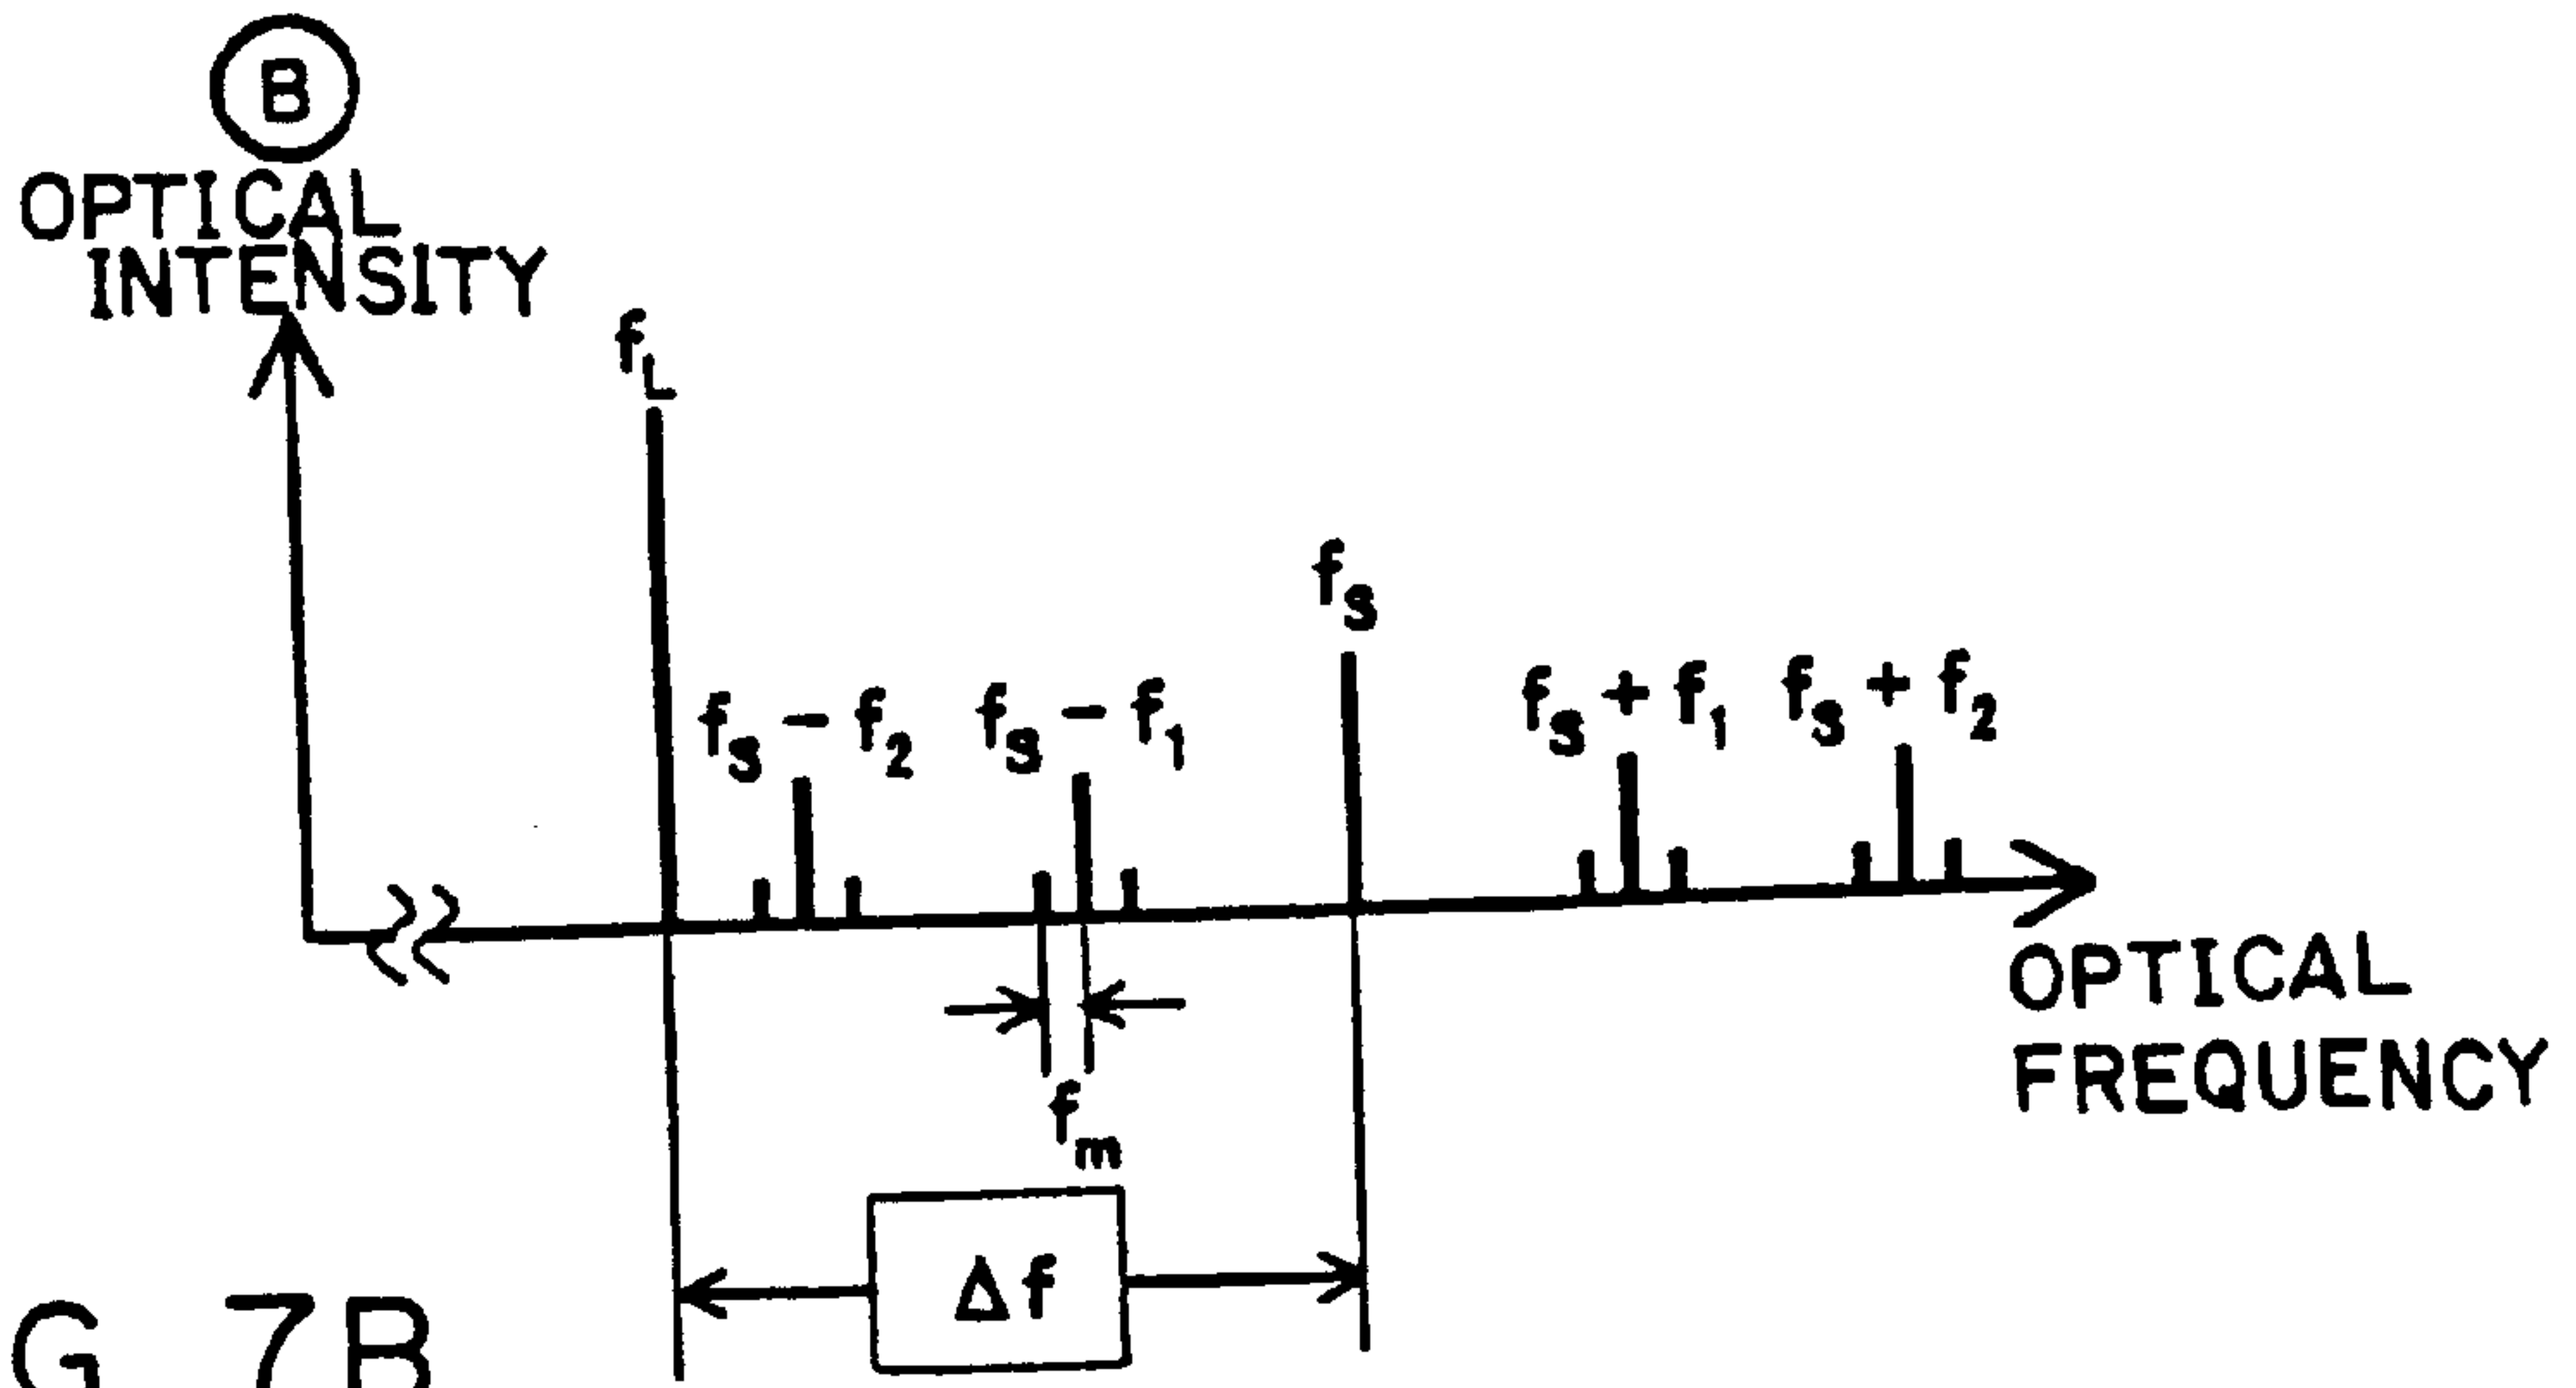 B
OPTICAL
INTENSITY
f_L
f_S
f_S − f_2
f_S − f_1
f_S + f_1
f_S + f_2
OPTICAL
FREQUENCY
f_m
Δf
G 7B